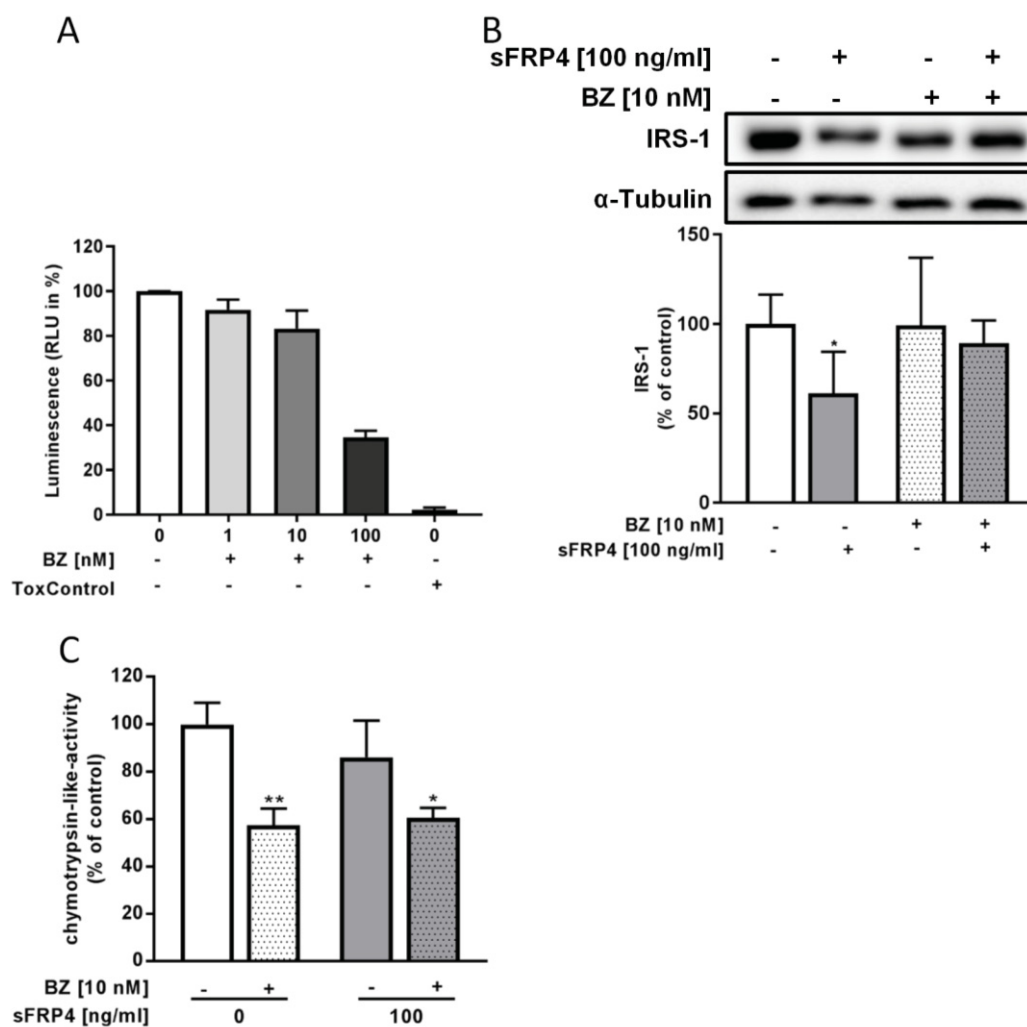 A
Luminescence (RLU in %)
120
100
80
60
40
20
0
0 1 10 100 0
BZ [nM] - + + + -
ToxControl - - - - +
B
sFRP4 [100 ng/ml] - + - +
BZ [10 nM] - - + +
IRS-1
α-Tubulin
IRS-1
(% of control)
150
100
50
0
*
BZ [10 nM] - - + +
sFRP4 [100 ng/ml] - + - +
C
chymotrypsin-like-activity
(% of control)
120
100
80
60
40
20
0
** *
BZ [10 nM] - + - +
sFRP4 [ng/ml] 0 100